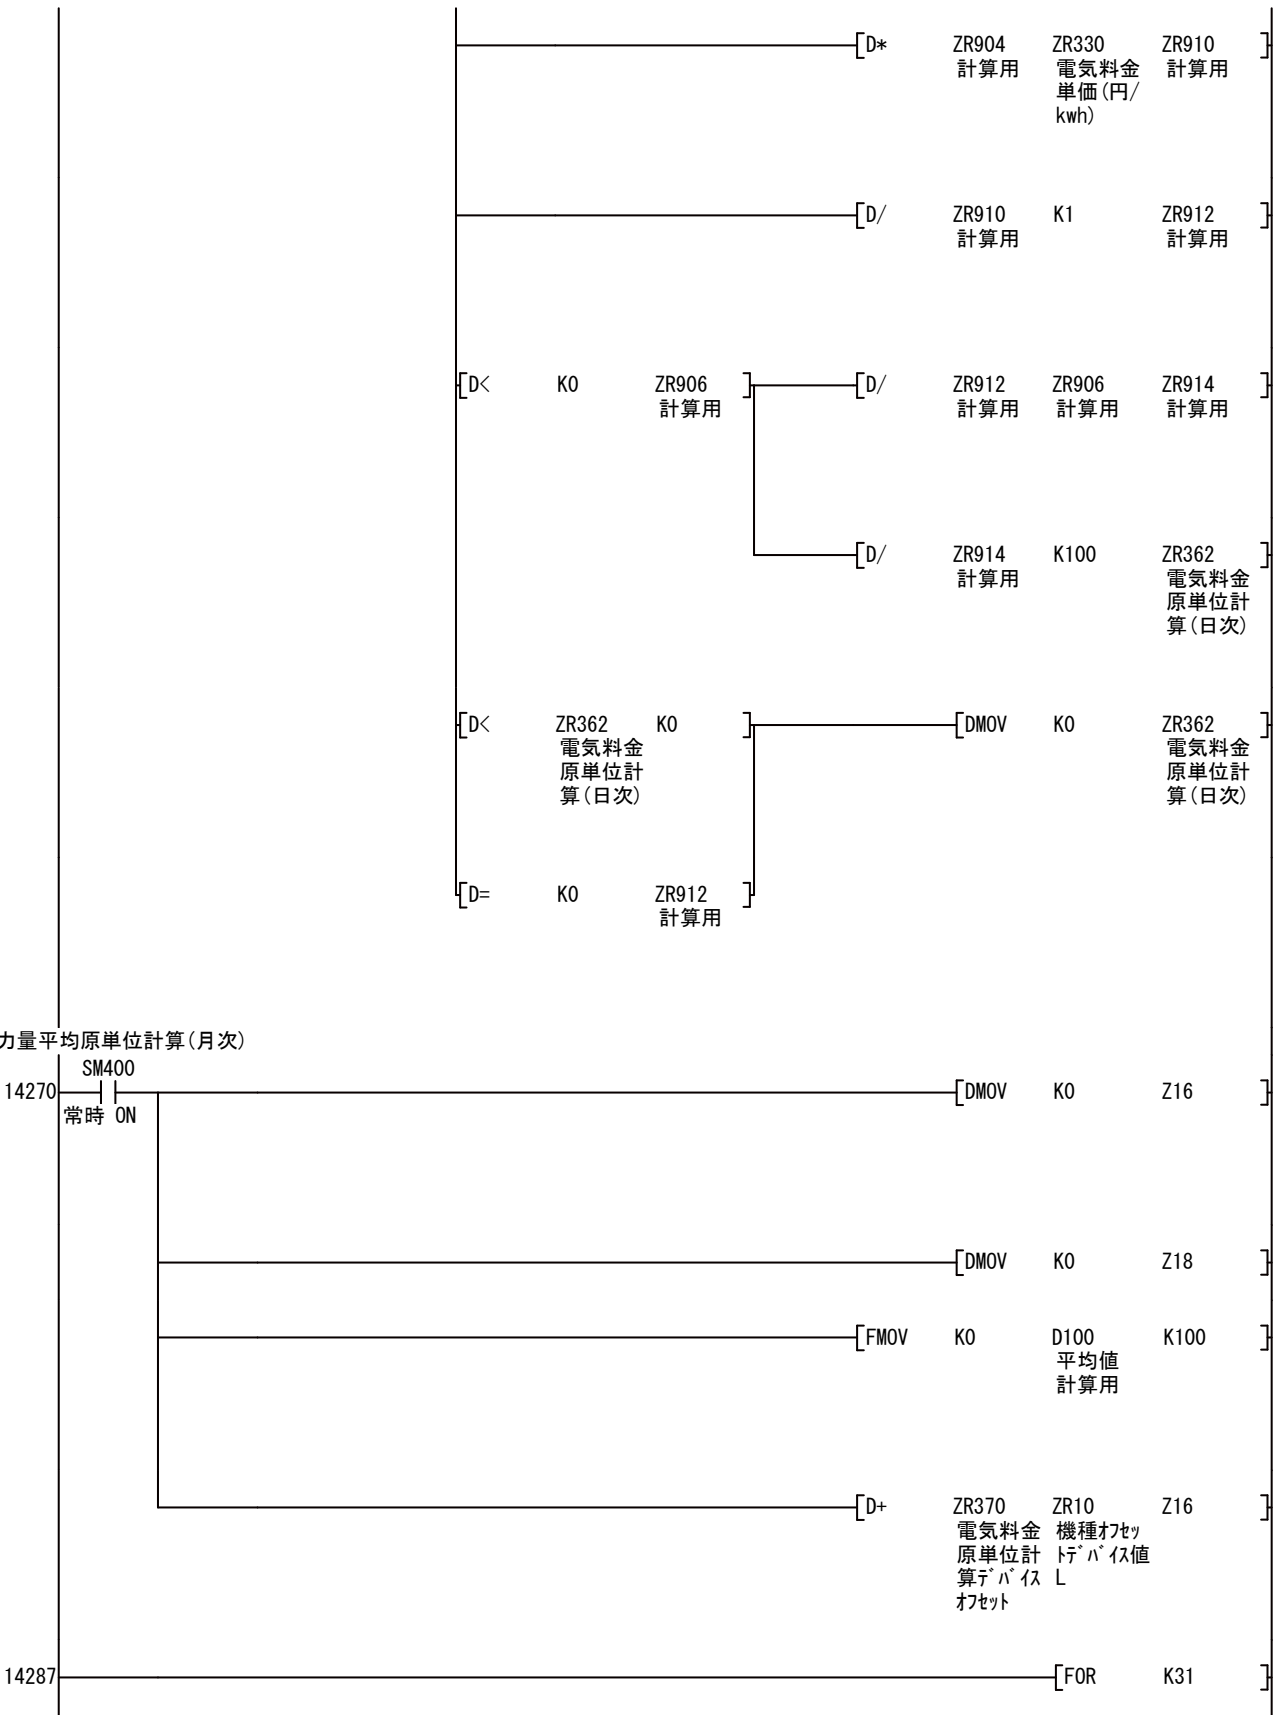 [D* ZR904 ZR330 ZR910 ]
計算用 電気料金 計算用
単価(円/
kwh)
[D/ ZR910 K1 ZR912 ]
計算用 計算用
[D< K0 ZR906 ] [D/ ZR912 ZR906 ZR914 ]
計算用 計算用 計算用 計算用
[D/ ZR914 K100 ZR362 ]
計算用 電気料金
原単位計
算(日次)
[D< ZR362 K0 ] [DMOV K0 ZR362 ]
電気料金 電気料金
原単位計 原単位計
算(日次) 算(日次)
[D= K0 ZR912 ]
計算用
力量平均原単位計算(月次)
SM400
14270 [DMOV K0 Z16 ]
常時 ON
[DMOV K0 Z18 ]
[FMOV K0 D100 K100 ]
平均値
計算用
[D+ ZR370 ZR10 Z16 ]
電気料金 機種ｵﾌｾｯ
原単位計 ﾄﾃﾞﾊﾞｲｽ値
算ﾃﾞﾊﾞｲｽ L
ｵﾌｾｯﾄ
14287 [FOR K31 ]